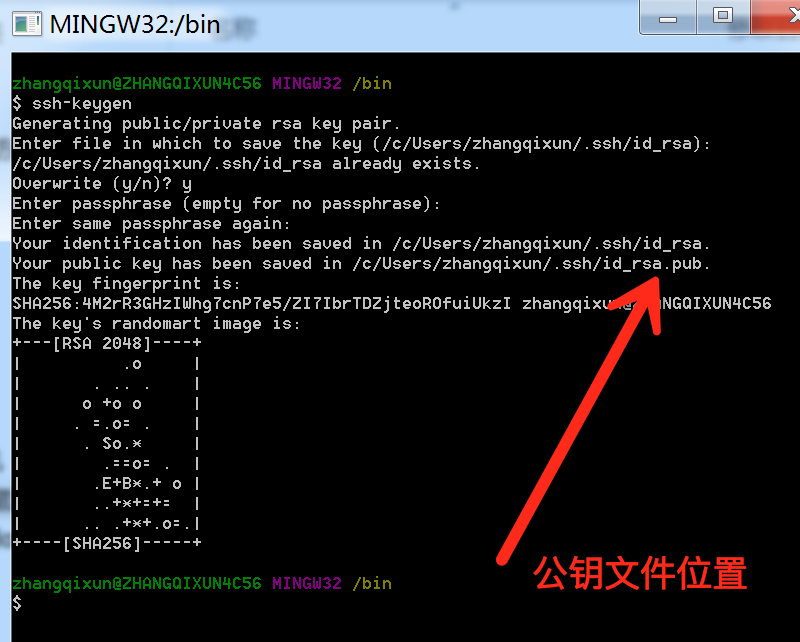 MINGW32:/bin
zhangqixun@ZHANGQIXUN4C56 MINGW32 /bin
$ ssh-keygen
Generating public/private rsa key pair.
Enter file in which to save the key (/c/Users/zhangqixun/.ssh/id_rsa):
/c/Users/zhangqixun/.ssh/id_rsa already exists.
Overwrite (y/n)? y
Enter passphrase (empty for no passphrase):
Enter same passphrase again:
Your identification has been saved in /c/Users/zhangqixun/.ssh/id_rsa.
Your public key has been saved in /c/Users/zhangqixun/.ssh/id_rsa.pub.
The key fingerprint is:
SHA256:4M2rR3GHzIWhg7cnP7e5/ZI7IbrTDZjteoROfuiUkzI zhangqixun@ZHANGQIXUN4C56
The key's randomart image is:
+---[RSA 2048]----+
|          .o     |
|       . .. .    |
|      o +o o     |
|     . =.o= .    |
|      . So.*     |
|        .==o= .  |
|       .E+B*.+ o |
|       ..+*+=+=  |
|      .. .+*+.o=.|
+----[SHA256]-----+
zhangqixun@ZHANGQIXUN4C56 MINGW32 /bin
$
公钥文件位置